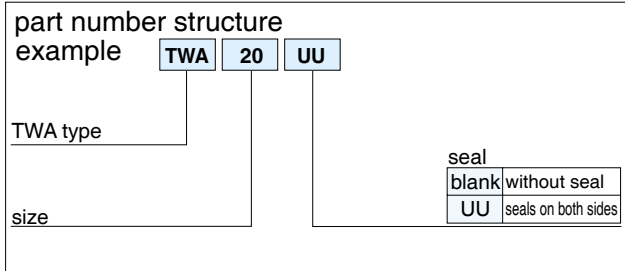 part number structure
example TWA 20 UU
TWA type
seal
blank without seal
UU seals on both sides
size